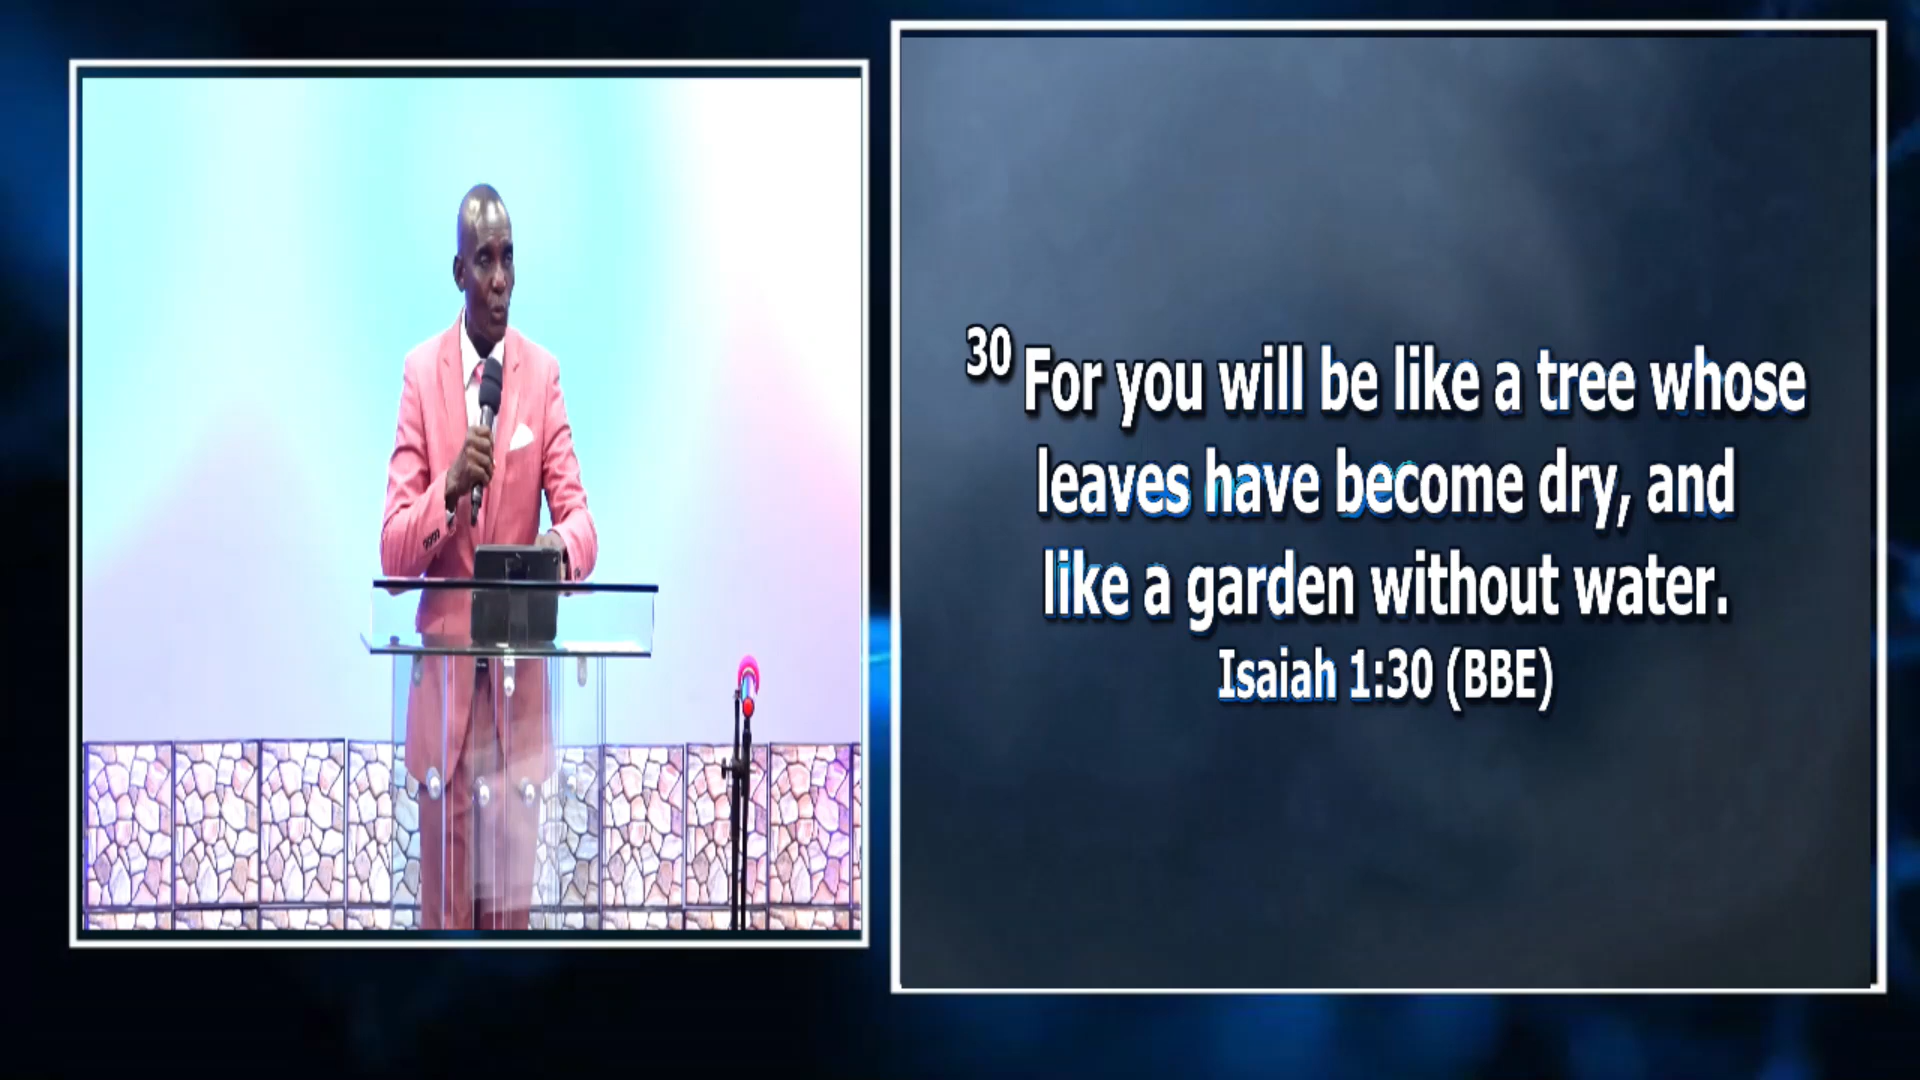 30 For you will be like a tree whose
leaves have become dry, and
like a garden without water.
Isaiah 1:30 (BBE)